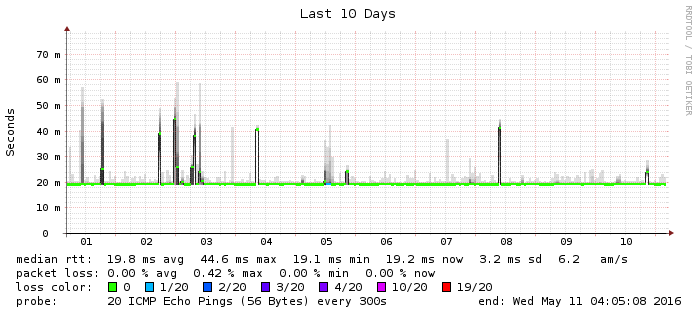 Last 10 Days
RRDTOOL / TOBI OETIKER
Seconds
70 m
60 m
50 m
40 m
30 m
20 m
10 m
0
01 02 03 04 05 06 07 08 09 10
median rtt: 19.8 ms avg 44.6 ms max 19.1 ms min 19.2 ms now 3.2 ms sd 6.2 am/s
packet loss: 0.00 % avg 0.42 % max 0.00 % min 0.00 % now
loss color: 0 1/20 2/20 3/20 4/20 10/20 19/20
probe: 20 ICMP Echo Pings (56 Bytes) every 300s end: Wed May 11 04:05:08 2016